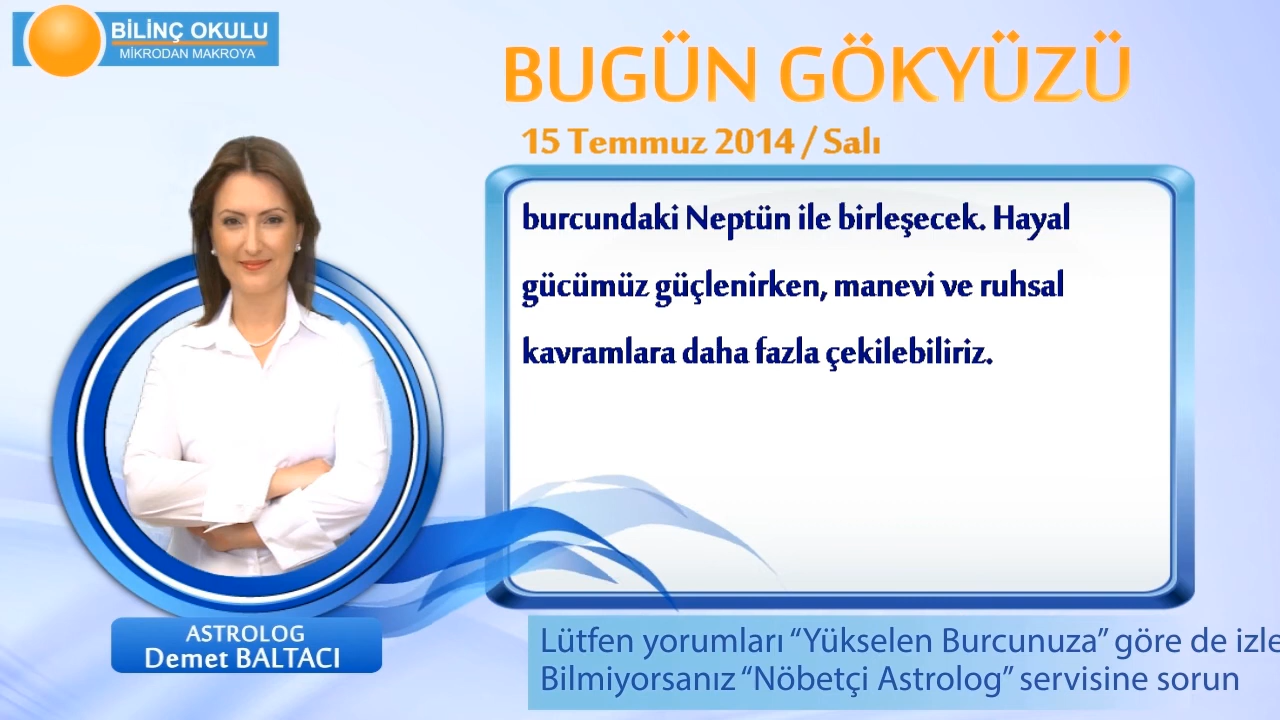 BİLİNÇ OKULU
MİKRODAN MAKROYA
BUGÜN GÖKYÜZÜ
15 Temmuz 2014 / Salı
burcundaki Neptün ile birleşecek. Hayal
gücümüz güçlenirken, manevi ve ruhsal
kavramlara daha fazla çekilebiliriz.
ASTROLOG
Demet BALTACI
Lütfen yorumları “Yükselen Burcunuza” göre de izle
Bilmiyorsanız “Nöbetçi Astrolog” servisine sorun